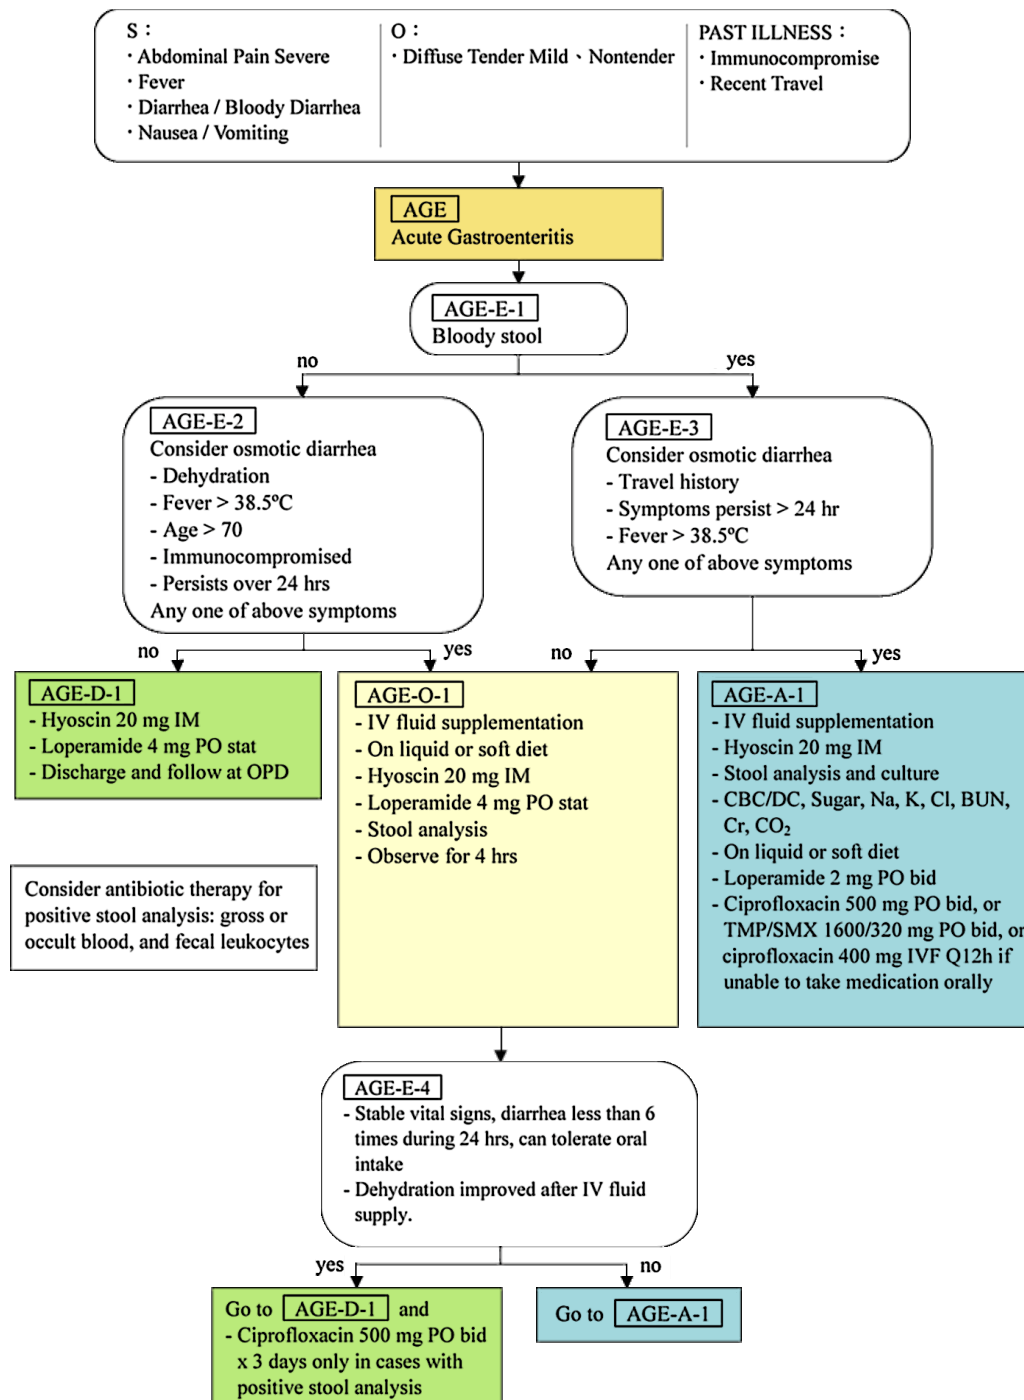 S：
· Abdominal Pain Severe
· Fever
· Diarrhea / Bloody Diarrhea
· Nausea / Vomiting
O：
· Diffuse Tender Mild、Nontender
PAST ILLNESS：
· Immunocompromise
· Recent Travel
AGE
Acute Gastroenteritis
AGE-E-1
Bloody stool
no
yes
AGE-E-2
Consider osmotic diarrhea
- Dehydration
- Fever > 38.5ºC
- Age > 70
- Immunocompromised
- Persists over 24 hrs
Any one of above symptoms
AGE-E-3
Consider osmotic diarrhea
- Travel history
- Symptoms persist > 24 hr
- Fever > 38.5ºC
Any one of above symptoms
no
yes
no
yes
AGE-D-1
- Hyoscin 20 mg IM
- Loperamide 4 mg PO stat
- Discharge and follow at OPD
AGE-O-1
- IV fluid supplementation
- On liquid or soft diet
- Hyoscin 20 mg IM
- Loperamide 4 mg PO stat
- Stool analysis
- Observe for 4 hrs
AGE-A-1
- IV fluid supplementation
- Hyoscin 20 mg IM
- Stool analysis and culture
- CBC/DC, Sugar, Na, K, Cl, BUN,
Cr, CO₂
- On liquid or soft diet
- Loperamide 2 mg PO bid
- Ciprofloxacin 500 mg PO bid, or
TMP/SMX 1600/320 mg PO bid, or
ciprofloxacin 400 mg IVF Q12h if
unable to take medication orally
Consider antibiotic therapy for
positive stool analysis: gross or
occult blood, and fecal leukocytes
AGE-E-4
- Stable vital signs, diarrhea less than 6
times during 24 hrs, can tolerate oral
intake
- Dehydration improved after IV fluid
supply.
yes
no
Go to AGE-D-1 and
- Ciprofloxacin 500 mg PO bid
x 3 days only in cases with
positive stool analysis
Go to AGE-A-1